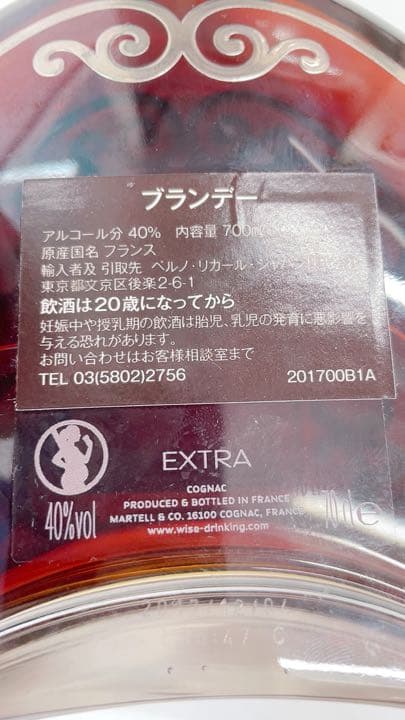 ブランデー
アルコール分 40% 内容量 700mL
原産国名 フランス
輸入者及び引取先 ペルノ・リカール・ジャパン
東京都文京区後楽2-6-1
飲酒は20歳になってから
妊娠中や授乳期の飲酒は胎児、乳児の発育に悪影響を
与える恐れがあります。
お問い合わせはお客様相談室まで
TEL 03(5802)2756 201700B1A
EXTRA
COGNAC
PRODUCED & BOTTLED IN FRANCE
MARTELL & CO. 16100 COGNAC, FRANCE
www.wise-drinking.com
40%vol
70cl e